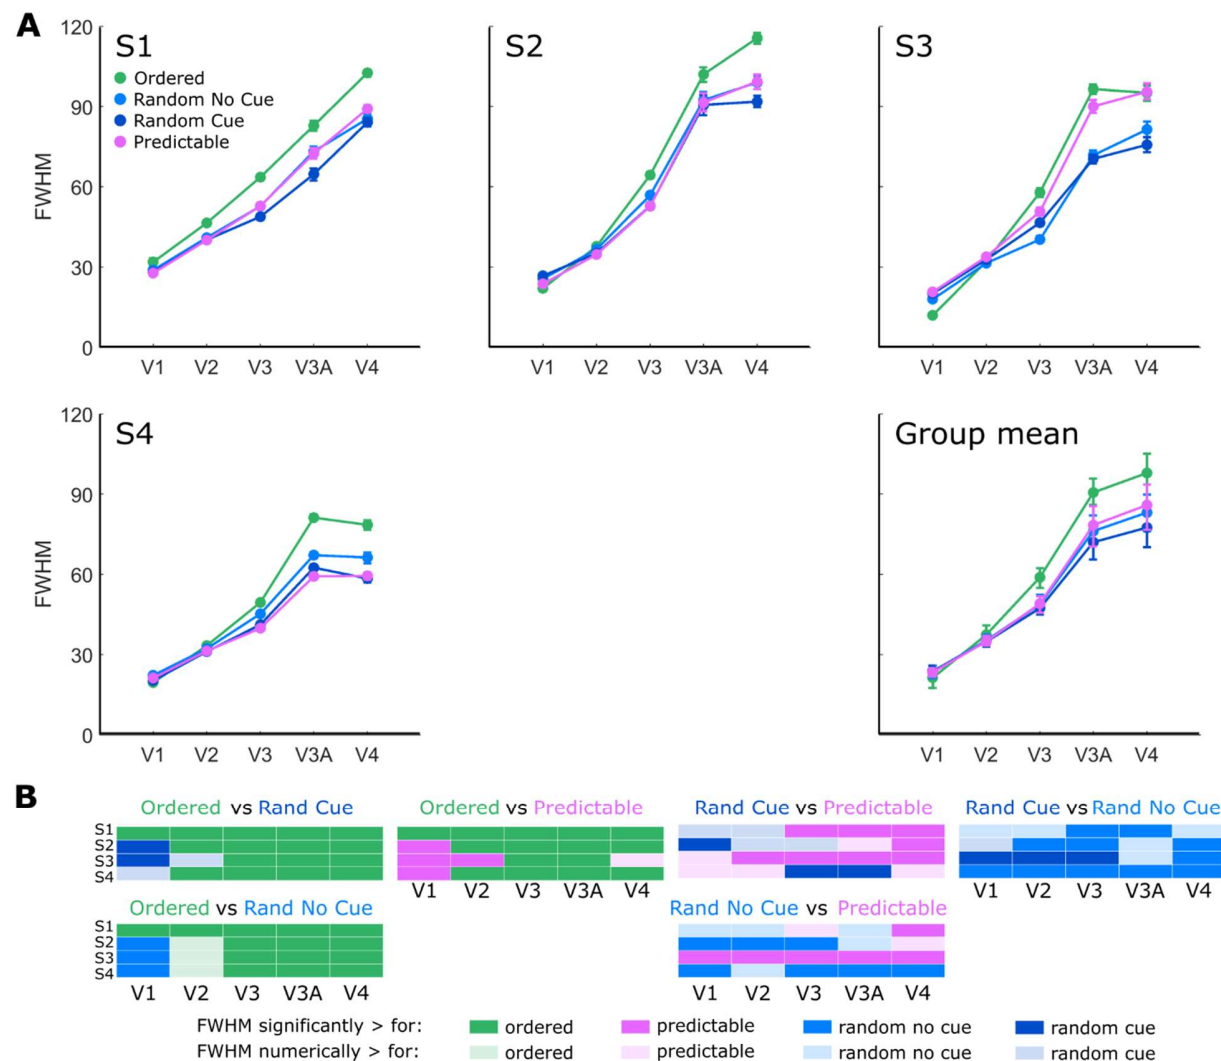 A
S1
S2
S3
Ordered
Random No Cue
Random Cue
Predictable
FWHM
120
90
60
30
0
V1 V2 V3 V3A V4
V1 V2 V3 V3A V4
V1 V2 V3 V3A V4
S4
Group mean
FWHM
120
90
60
30
0
V1 V2 V3 V3A V4
V1 V2 V3 V3A V4
B
Ordered vs Rand Cue
Ordered vs Predictable
Rand Cue vs Predictable
Rand Cue vs Rand No Cue
S1
S2
S3
S4
V1 V2 V3 V3A V4
V1 V2 V3 V3A V4
V1 V2 V3 V3A V4
Ordered vs Rand No Cue
Rand No Cue vs Predictable
S1
S2
S3
S4
V1 V2 V3 V3A V4
V1 V2 V3 V3A V4
FWHM significantly > for: ordered predictable random no cue random cue
FWHM numerically > for: ordered predictable random no cue random cue